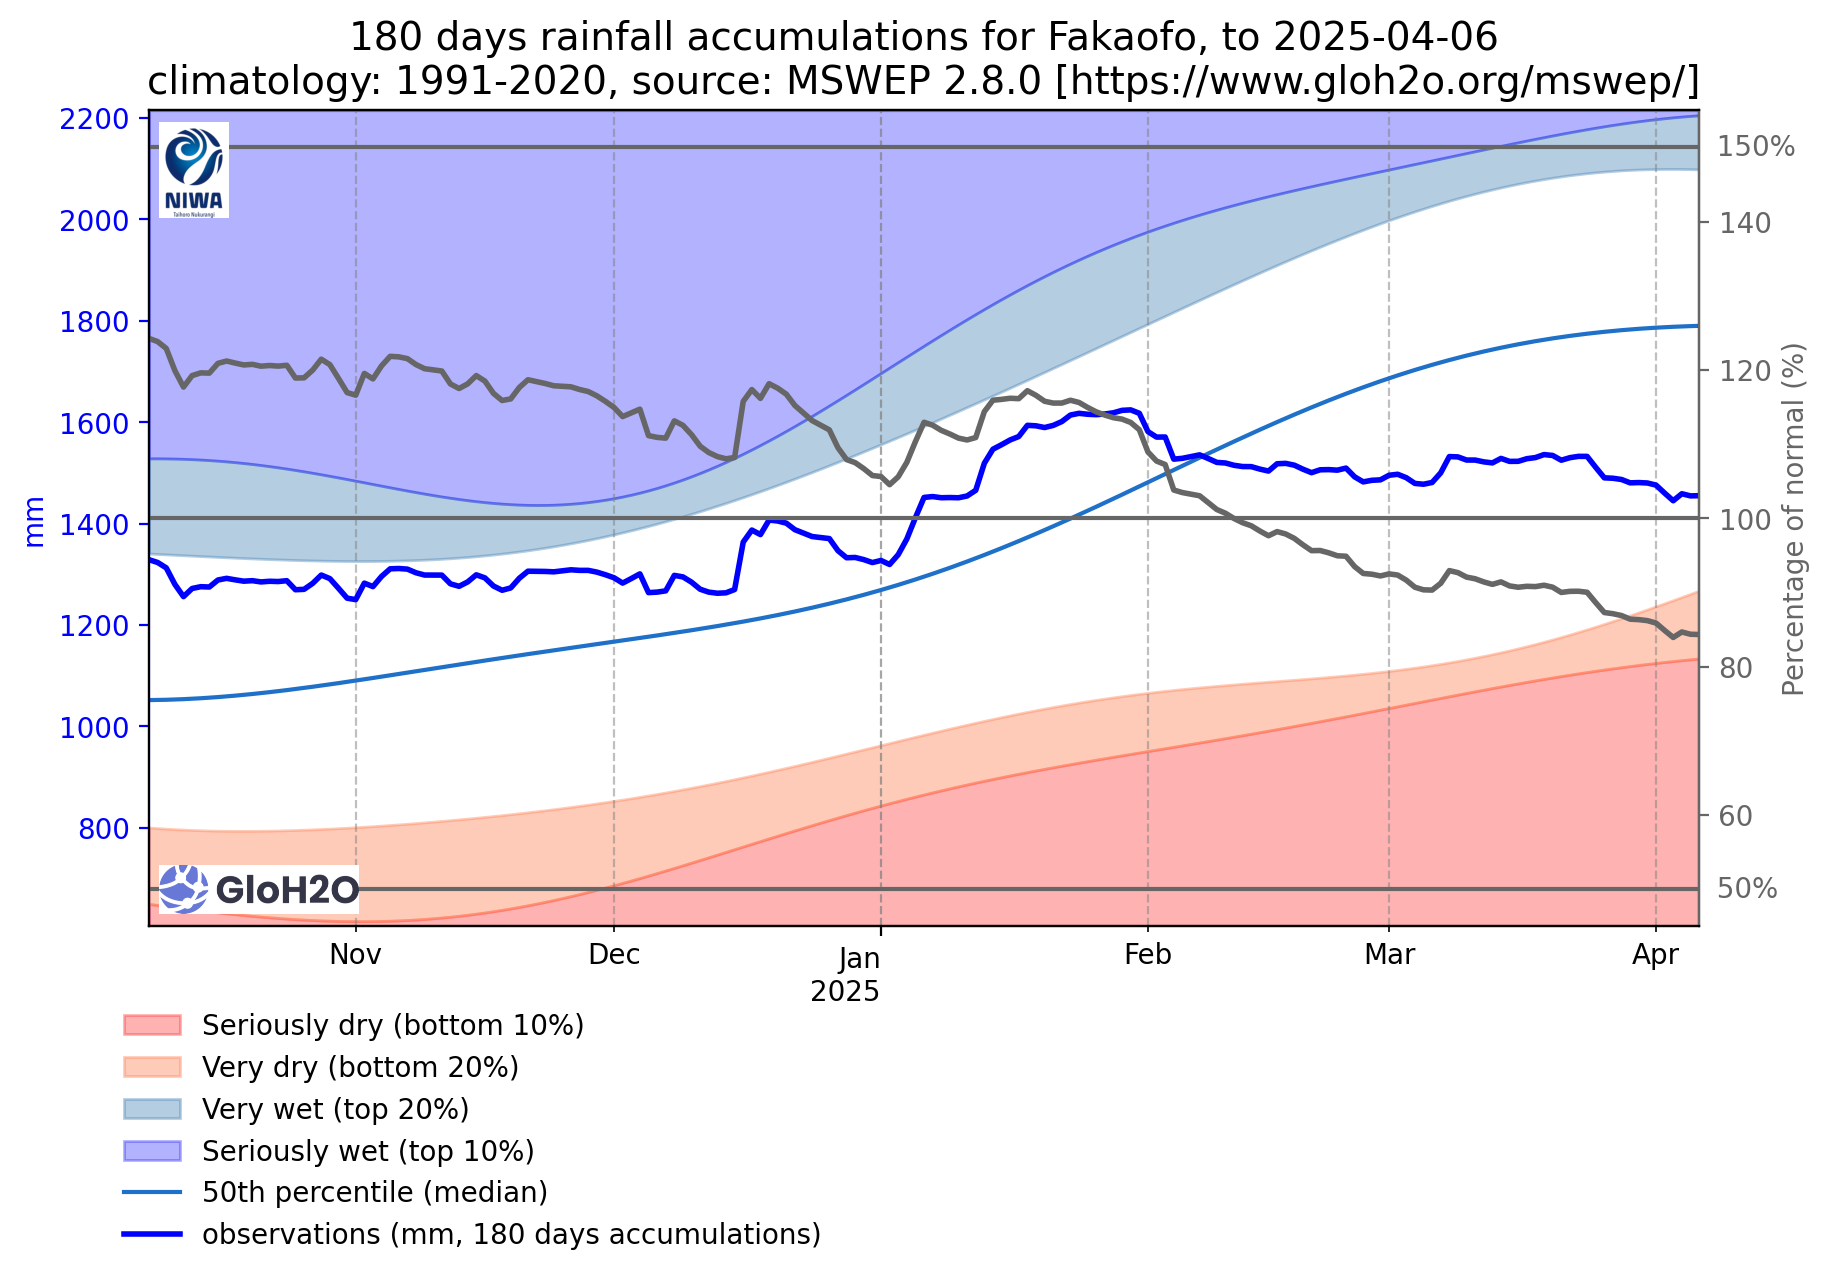 180 days rainfall accumulations for Fakaofo, to 2025-04-06
climatology: 1991-2020, source: MSWEP 2.8.0 [https://www.gloh2o.org/mswep/]
2200
2000
1800
1600
1400
1200
1000
800
mm
NIWA
Taihoro Nukurangi
GloH2O
150%
140
120
100
80
60
50%
Percentage of normal (%)
Nov
Dec
Jan
2025
Feb
Mar
Apr
Seriously dry (bottom 10%)
Very dry (bottom 20%)
Very wet (top 20%)
Seriously wet (top 10%)
50th percentile (median)
observations (mm, 180 days accumulations)